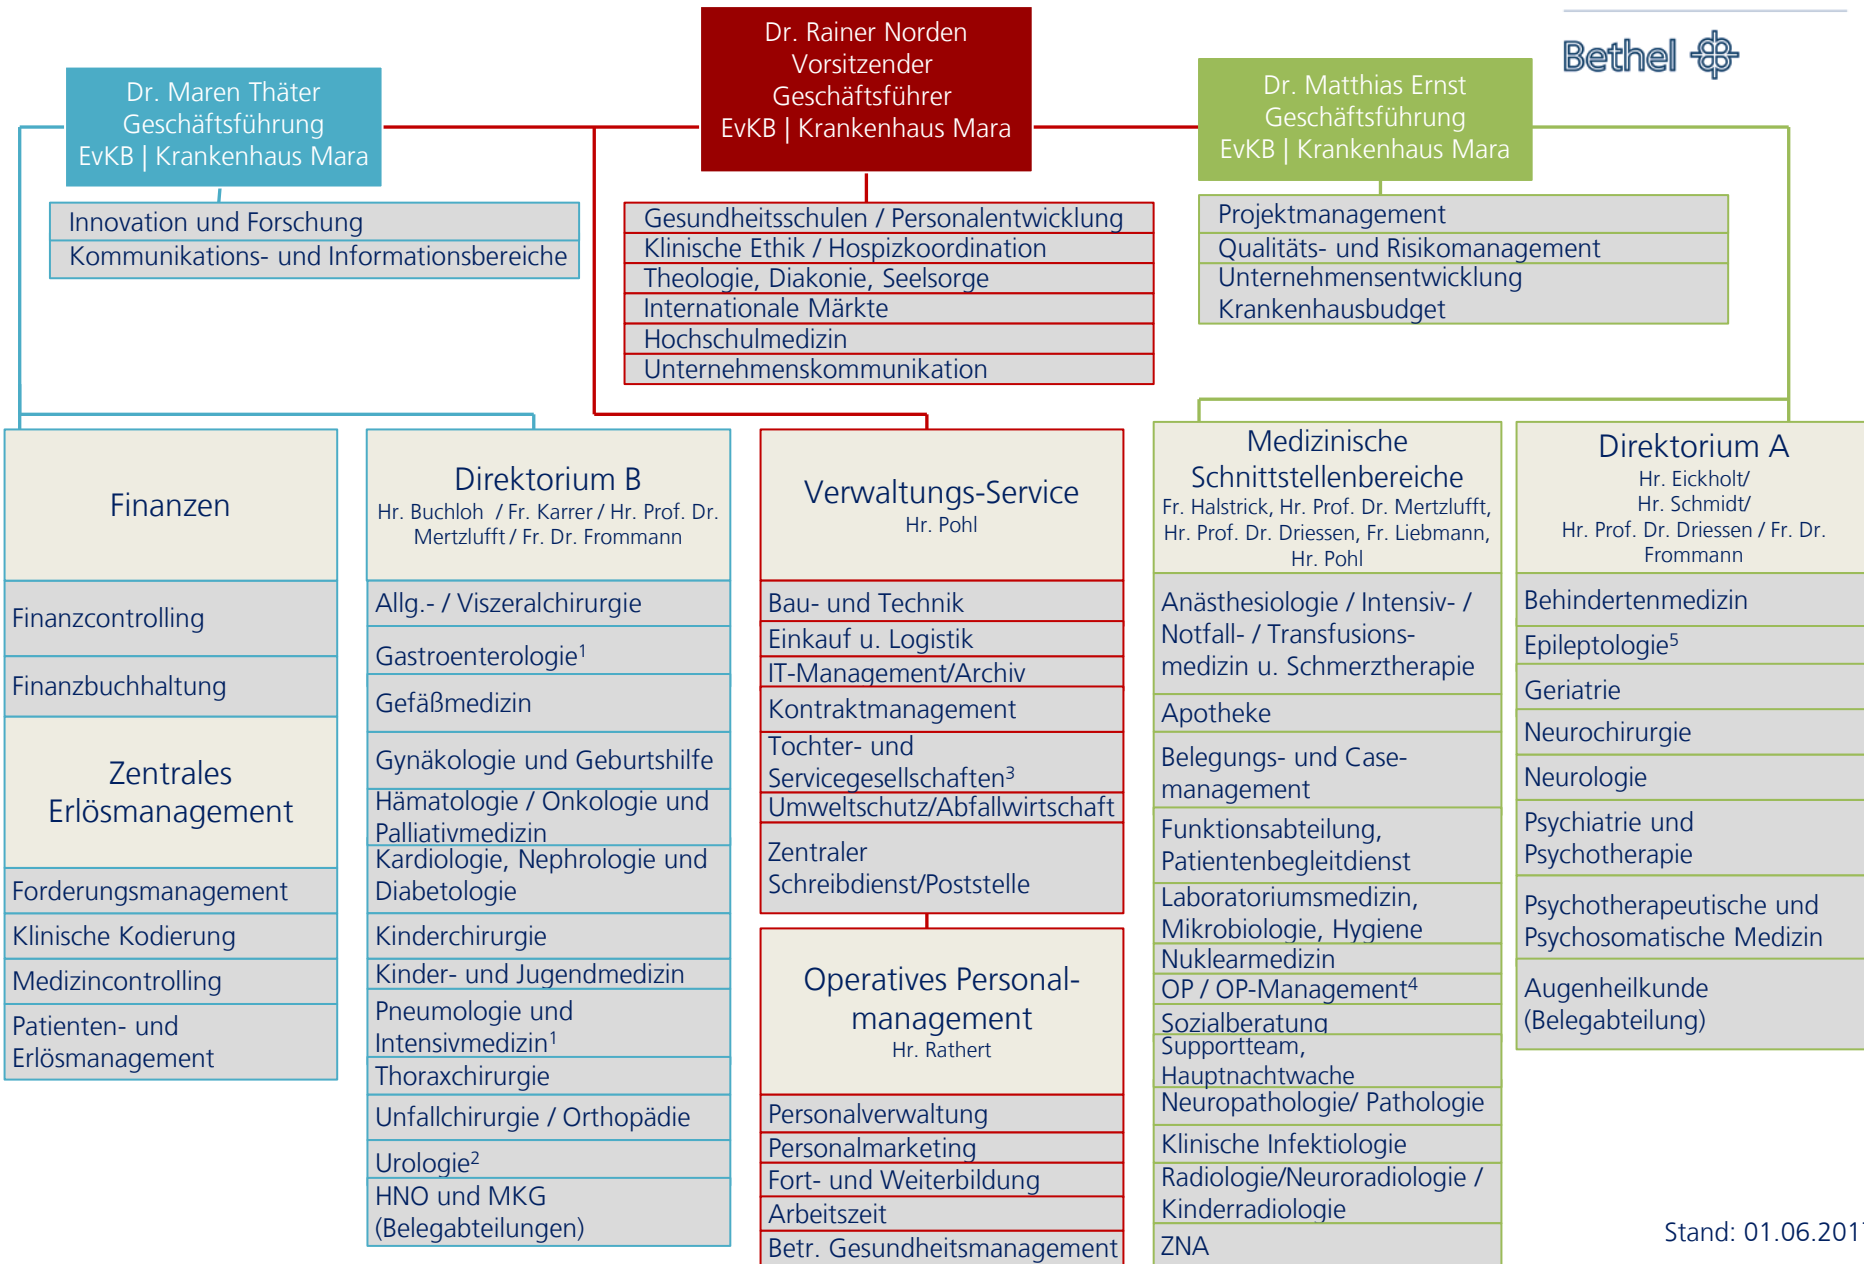 Dr. Rainer Norden
Vorsitzender
Geschäftsführer
EvKB | Krankenhaus Mara
Bethel
Dr. Maren Thäter
Geschäftsführung
EvKB | Krankenhaus Mara
Dr. Matthias Ernst
Geschäftsführung
EvKB | Krankenhaus Mara
Innovation und Forschung
Kommunikations- und Informationsbereiche
Gesundheitsschulen / Personalentwicklung
Klinische Ethik / Hospizkoordination
Theologie, Diakonie, Seelsorge
Internationale Märkte
Hochschulmedizin
Unternehmenskommunikation
Projektmanagement
Qualitäts- und Risikomanagement
Unternehmensentwicklung
Krankenhausbudget
Finanzen
Finanzcontrolling
Finanzbuchhaltung
Zentrales
Erlösmanagement
Forderungsmanagement
Klinische Kodierung
Medizincontrolling
Patienten- und
Erlösmanagement
Direktorium B
Hr. Buchloh / Fr. Karrer / Hr. Prof. Dr.
Mertzlufft / Fr. Dr. Frommann
Allg.- / Viszeralchirurgie
Gastroenterologie¹
Gefäßmedizin
Gynäkologie und Geburtshilfe
Hämatologie / Onkologie und
Palliativmedizin
Kardiologie, Nephrologie und
Diabetologie
Kinderchirurgie
Kinder- und Jugendmedizin
Pneumologie und
Intensivmedizin¹
Thoraxchirurgie
Unfallchirurgie / Orthopädie
Urologie²
HNO und MKG
(Belegabteilungen)
Verwaltungs-Service
Hr. Pohl
Bau- und Technik
Einkauf u. Logistik
IT-Management/Archiv
Kontraktmanagement
Tochter- und
Servicegesellschaften³
Umweltschutz/Abfallwirtschaft
Zentraler
Schreibdienst/Poststelle
Operatives Personal-
management
Hr. Rathert
Personalverwaltung
Personalmarketing
Fort- und Weiterbildung
Arbeitszeit
Betr. Gesundheitsmanagement
Medizinische
Schnittstellenbereiche
Fr. Halstrick, Hr. Prof. Dr. Mertzlufft,
Hr. Prof. Dr. Driessen, Fr. Liebmann,
Hr. Pohl
Anästhesiologie / Intensiv- /
Notfall- / Transfusions-
medizin u. Schmerztherapie
Apotheke
Belegungs- und Case-
management
Funktionsabteilung,
Patientenbegleitdienst
Laboratoriumsmedizin,
Mikrobiologie, Hygiene
Nuklearmedizin
OP / OP-Management⁴
Sozialberatung
Supportteam,
Hauptnachtwache
Neuropathologie/ Pathologie
Klinische Infektiologie
Radiologie/Neuroradiologie /
Kinderradiologie
ZNA
Direktorium A
Hr. Eickholt/
Hr. Schmidt/
Hr. Prof. Dr. Driessen / Fr. Dr.
Frommann
Behindertenmedizin
Epileptologie⁵
Geriatrie
Neurochirurgie
Neurologie
Psychiatrie und
Psychotherapie
Psychotherapeutische und
Psychosomatische Medizin
Augenheilkunde
(Belegabteilung)
Stand: 01.06.2017